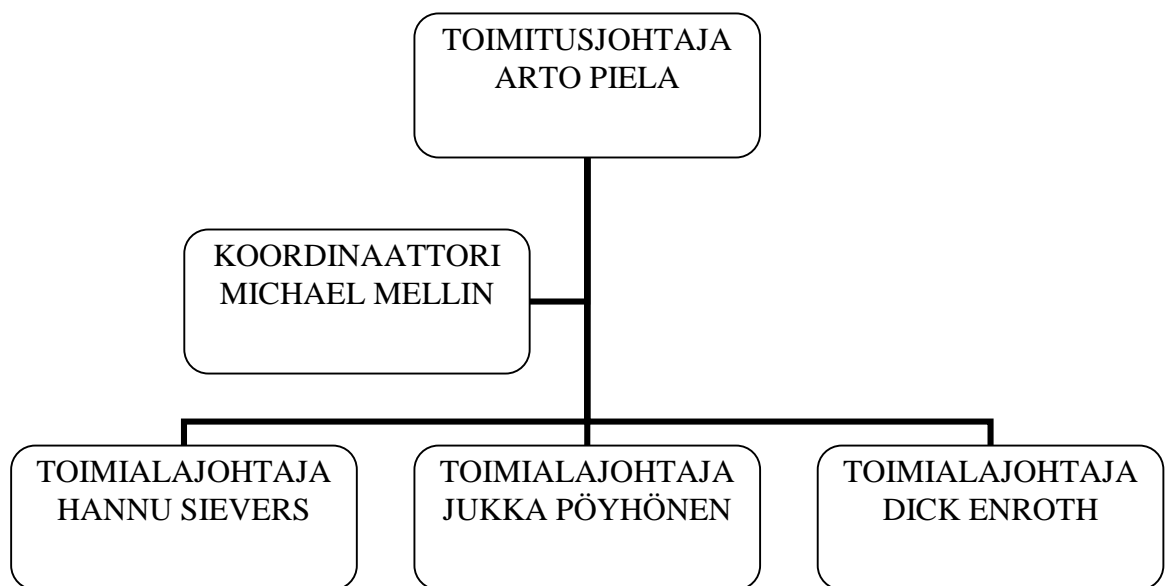 TOIMITUSJOHTAJA
ARTO PIELA
KOORDINAATTORI
MICHAEL MELLIN
TOIMIALAJOHTAJA
HANNU SIEVERS
TOIMIALAJOHTAJA
JUKKA PÖYHÖNEN
TOIMIALAJOHTAJA
DICK ENROTH